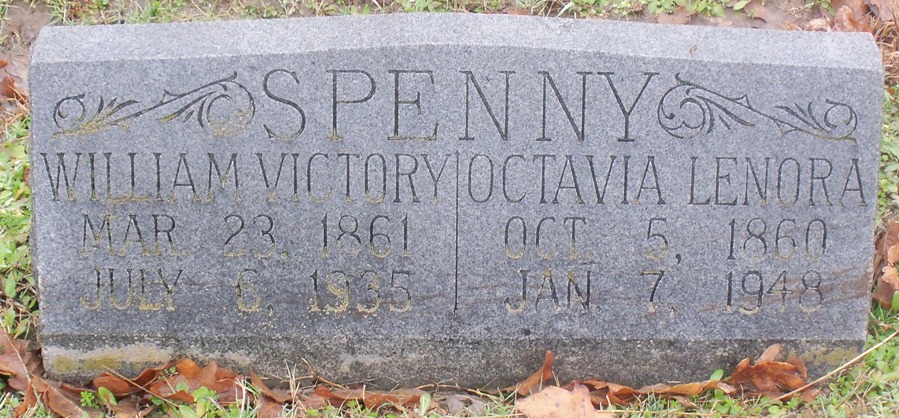 SPENNY
WILLIAM VICTORY
MAR. 23, 1861
JULY 6, 1935
OCTAVIA LENORA
OCT. 5, 1860
JAN. 7, 1948